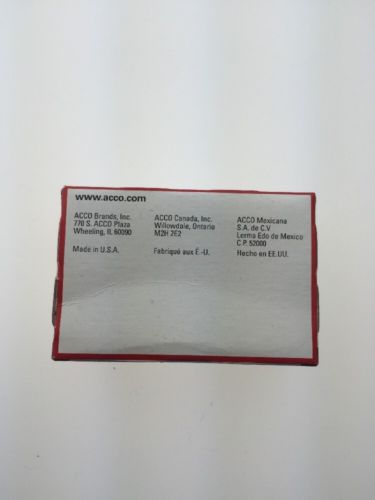 www.acco.com
ACCO Brands, Inc.
770 S. ACCO Plaza
Wheeling, IL 60090
Made in U.S.A.
ACCO Canada, Inc.
Willowdale, Ontario
M2H 2E2
Fabriqué aux É.-U.
ACCO Mexicana
S.A. de C.V
Lerma Edo de Mexico
C.P. 52000
Hecho en EE.UU.